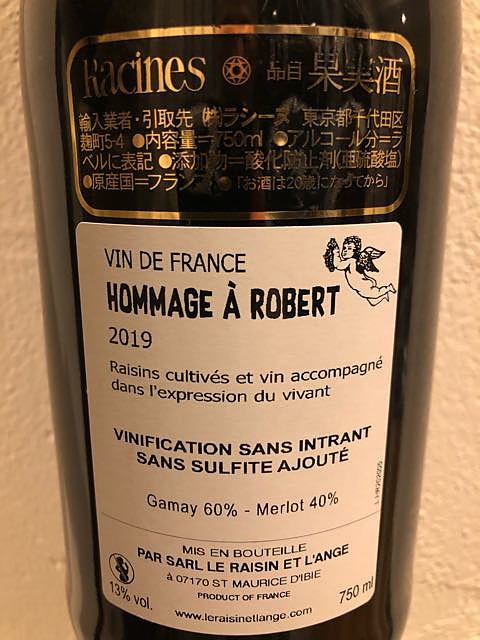 Racines 品目 果実酒
輸入業者・引取先 ㈱ラシーヌ 東京都千代田区
麹町5-4 ●内容量=750ml ●アルコール分=ラ
ベルに表記 ●添加物=酸化防止剤(亜硫酸塩)
●原産国=フランス ●「お酒は20歳になってから」
VIN DE FRANCE
HOMMAGE À ROBERT
2019
Raisins cultivés et vin accompagné
dans l'expression du vivant
VINIFICATION SANS INTRANT
SANS SULFITE AJOUTÉ
Gamay 60% - Merlot 40%
MIS EN BOUTEILLE
PAR SARL LE RAISIN ET L'ANGE
à 07170 ST MAURICE D'IBIE
PRODUCT OF FRANCE
13% vol.
750 ml
www.leraisinetlange.com